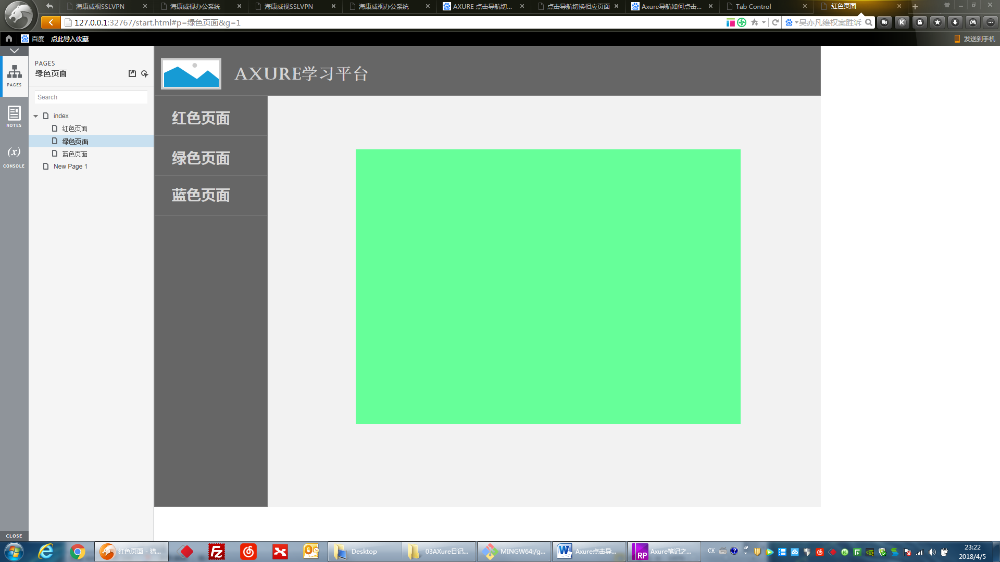 海康威视SSLVPN
海康威视办公系统
海康威视SSLVPN
海康威视办公系统
AXURE 点击导航切...
点击导航切换相应页面
Axure导航如何点击...
Tab Control
红色页面
127.0.0.1:32767/start.html#p=绿色页面&g=1
吴亦凡维权案胜诉
百度
点此导入收藏
发送到手机
PAGES
绿色页面
PAGES
Search
NOTES
(x)
CONSOLE
index
红色页面
绿色页面
蓝色页面
New Page 1
AXURE学习平台
红色页面
绿色页面
蓝色页面
CLOSE
红色页面 - 猎...
Desktop
03AXure日记...
MINGW64:/g...
Axure点击导...
RP
Axure笔记之...
CH
23:22
2018/4/5